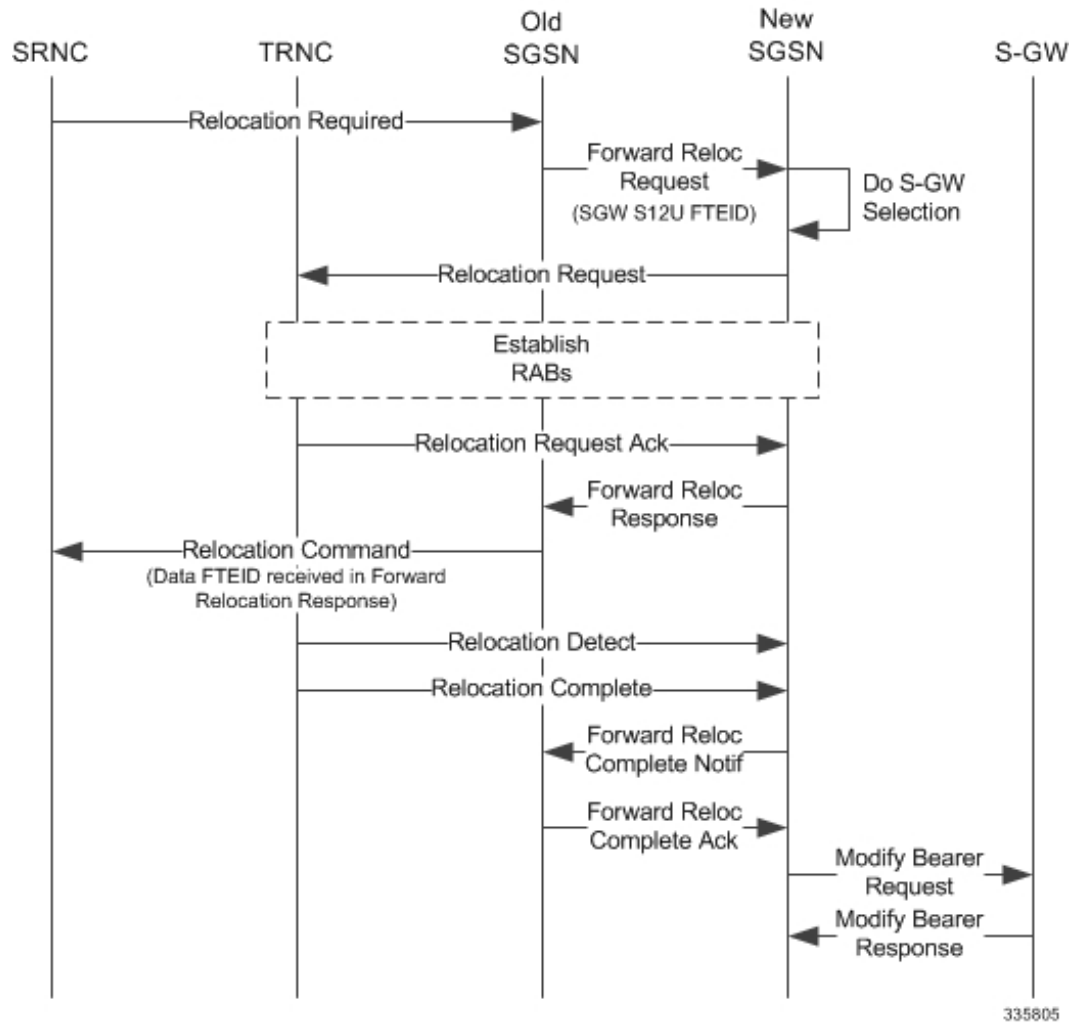 Old
New
SRNC
TRNC
SGSN
SGSN
S-GW
Relocation Required
Forward Reloc
Request
(SGW S12U FTEID)
Do S-GW
Selection
Relocation Request
Establish
RABs
Relocation Request Ack
Forward Reloc
Response
Relocation Command
(Data FTEID received in Forward
Relocation Response)
Relocation Detect
Relocation Complete
Forward Reloc
Complete Notif
Forward Reloc
Complete Ack
Modify Bearer
Request
Modify Bearer
Response
335805